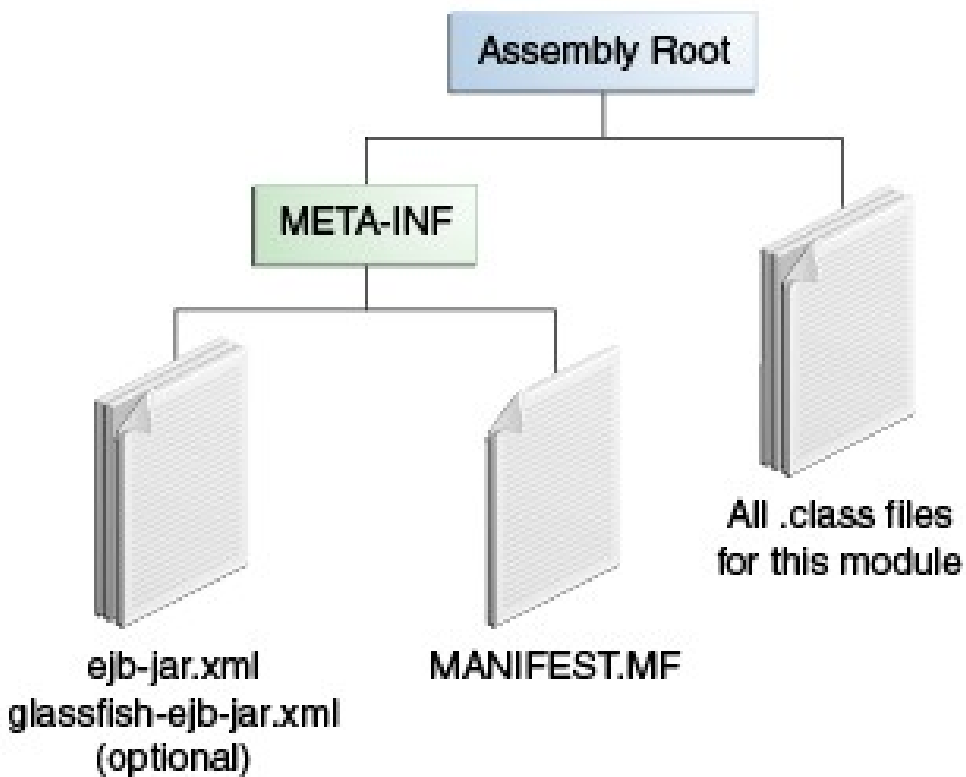 Assembly Root
META-INF
All .class files
for this module
ejb-jar.xml
glassfish-ejb-jar.xml
(optional)
MANIFEST.MF